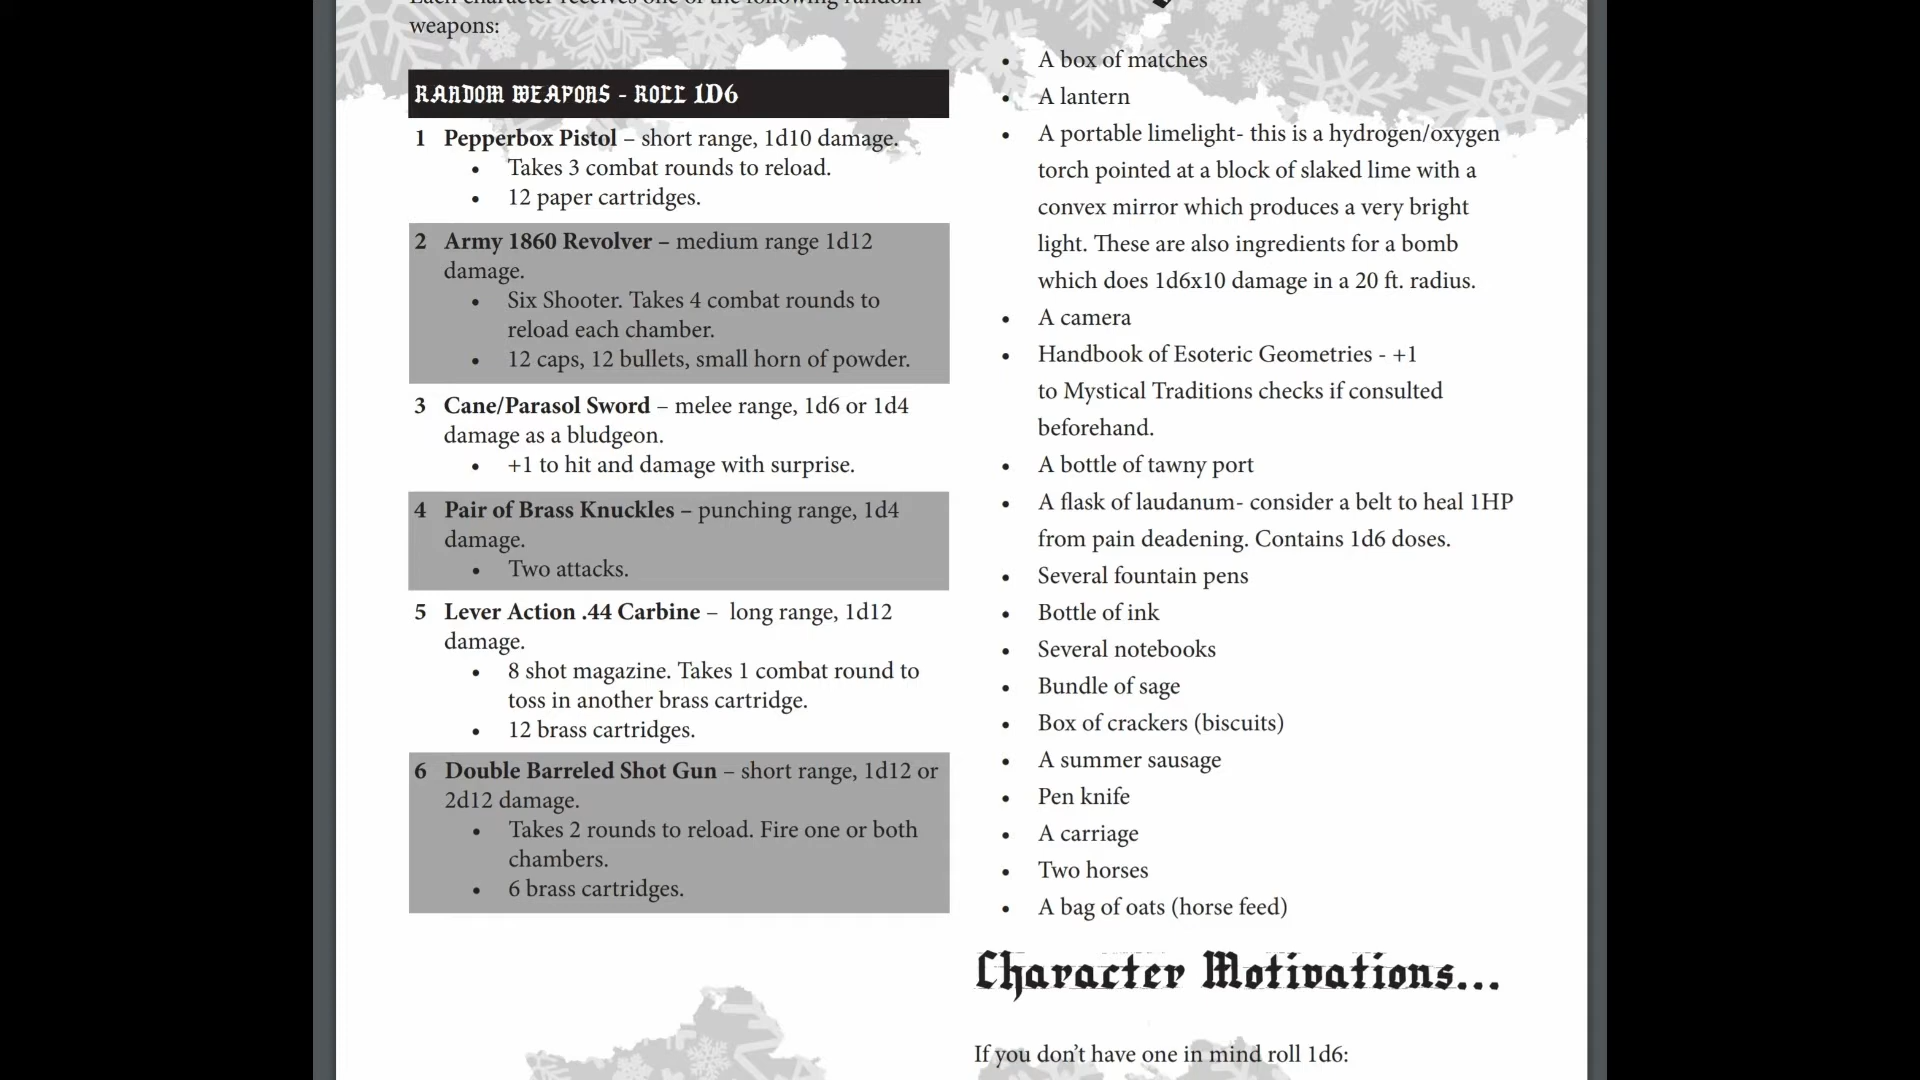 Each character receives one of the following random
weapons:
RANDOM WEAPONS - ROLL 1D6
1 Pepperbox Pistol – short range, 1d10 damage.
• Takes 3 combat rounds to reload.
• 12 paper cartridges.
2 Army 1860 Revolver – medium range 1d12
damage.
• Six Shooter. Takes 4 combat rounds to
reload each chamber.
• 12 caps, 12 bullets, small horn of powder.
3 Cane/Parasol Sword – melee range, 1d6 or 1d4
damage as a bludgeon.
• +1 to hit and damage with surprise.
4 Pair of Brass Knuckles – punching range, 1d4
damage.
• Two attacks.
5 Lever Action .44 Carbine – long range, 1d12
damage.
• 8 shot magazine. Takes 1 combat round to
toss in another brass cartridge.
• 12 brass cartridges.
6 Double Barreled Shot Gun – short range, 1d12 or
2d12 damage.
• Takes 2 rounds to reload. Fire one or both
chambers.
• 6 brass cartridges.
• A box of matches
• A lantern
• A portable limelight- this is a hydrogen/oxygen
torch pointed at a block of slaked lime with a
convex mirror which produces a very bright
light. These are also ingredients for a bomb
which does 1d6x10 damage in a 20 ft. radius.
• A camera
• Handbook of Esoteric Geometries - +1
to Mystical Traditions checks if consulted
beforehand.
• A bottle of tawny port
• A flask of laudanum- consider a belt to heal 1HP
from pain deadening. Contains 1d6 doses.
• Several fountain pens
• Bottle of ink
• Several notebooks
• Bundle of sage
• Box of crackers (biscuits)
• A summer sausage
• Pen knife
• A carriage
• Two horses
• A bag of oats (horse feed)
Character Motivations...
If you don't have one in mind roll 1d6: